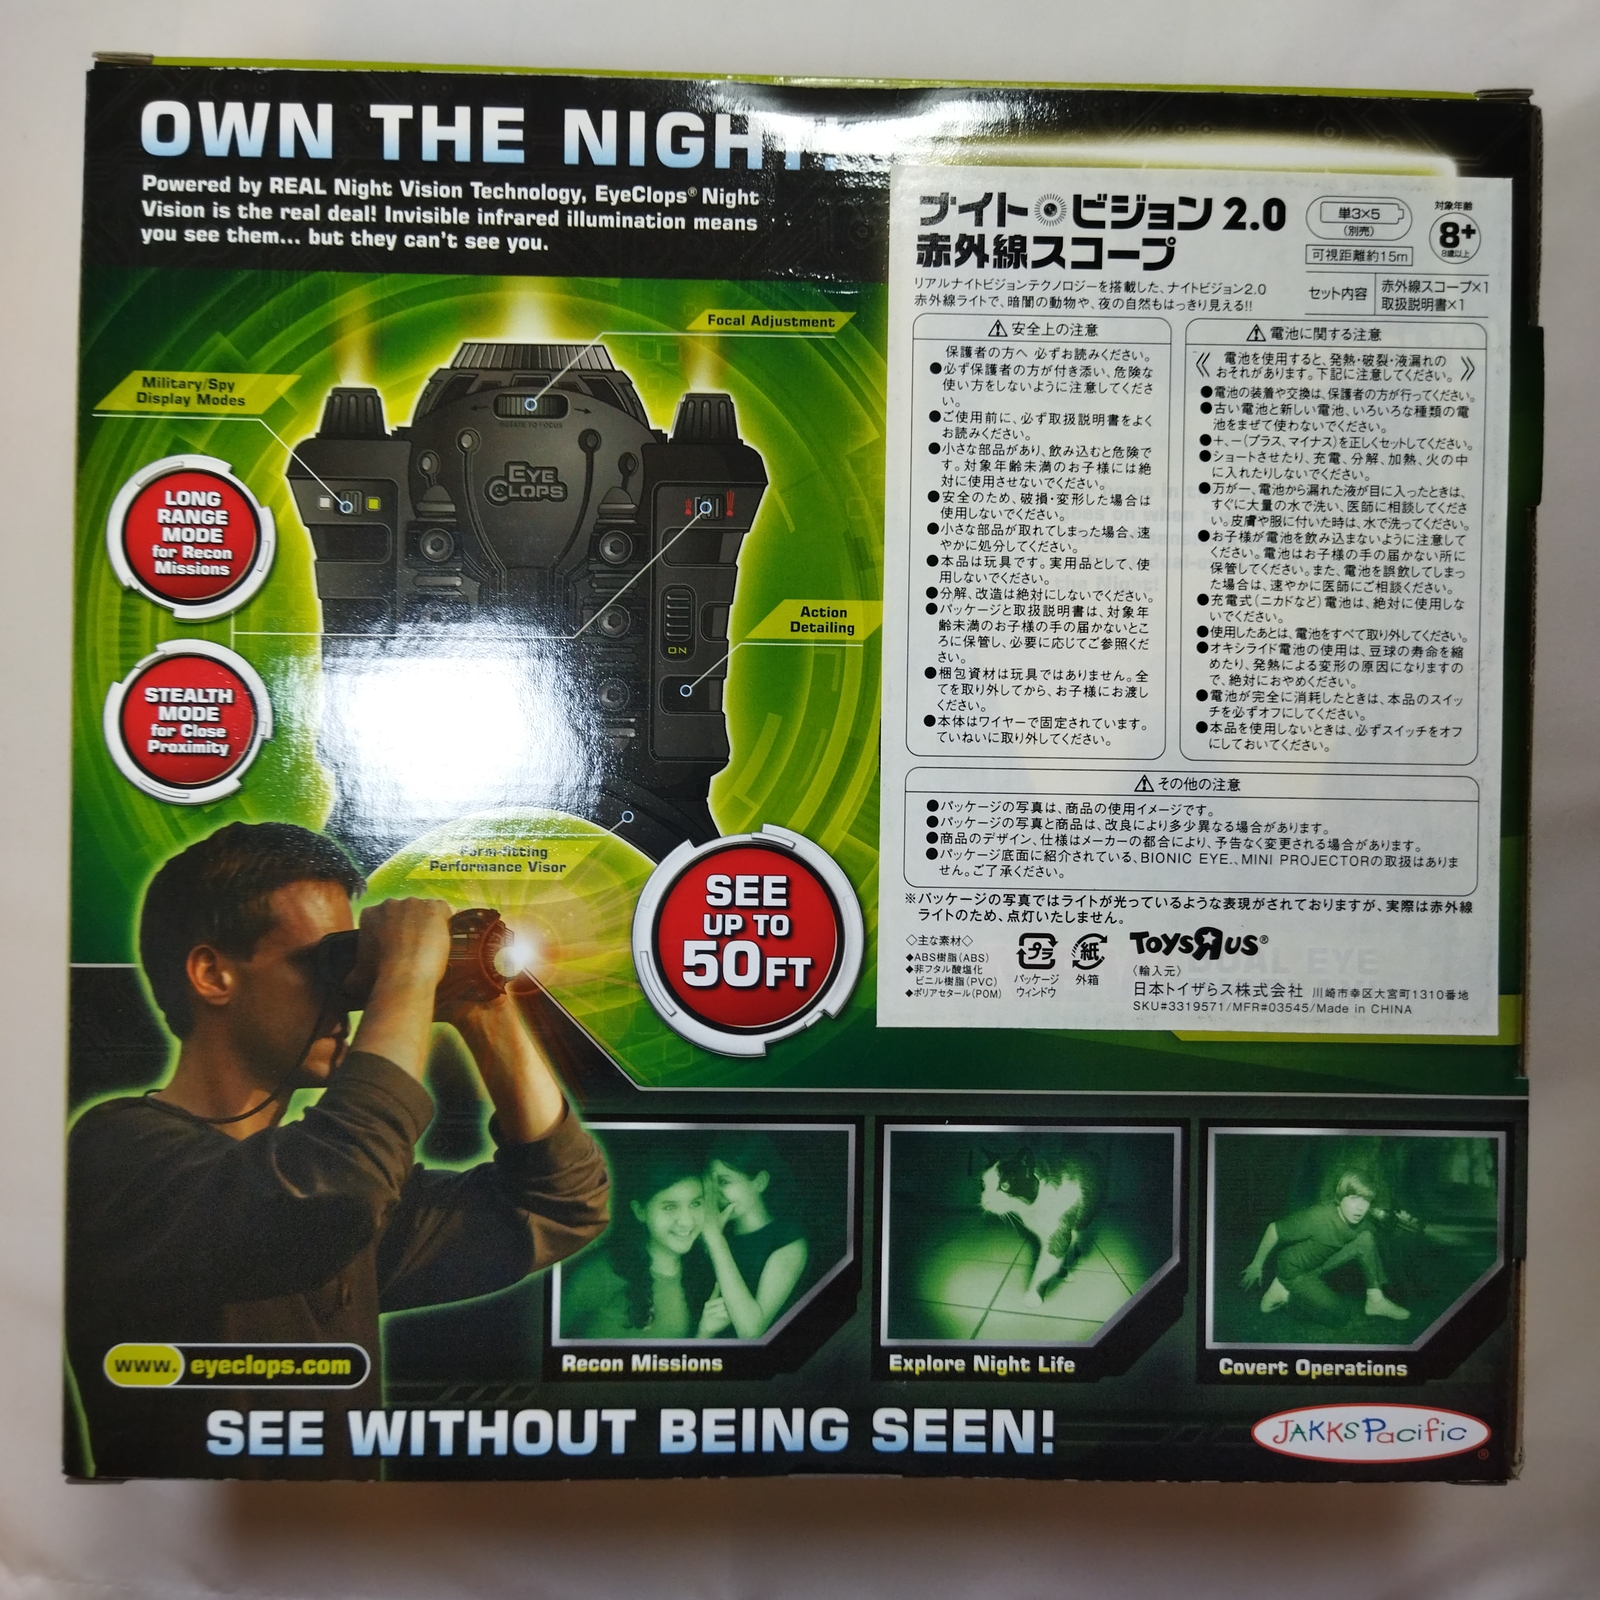 OWN THE NIGHT!
Powered by REAL Night Vision Technology, EyeClops® Night
Vision is the real deal! Invisible infrared illumination means
you see them... but they can't see you.
Focal Adjustment
Military/Spy
Display Modes
ROTATE TO FOCUS
EYE
CLOPS
LONG
RANGE
MODE
for Recon
Missions
Action
Detailing
ON
STEALTH
MODE
for Close
Proximity
Form-fitting
Performance Visor
SEE
UP TO
50FT
ナイトビジョン 2.0
赤外線スコープ
単3×5
(別売)
可視距離約15m
対象年齢
8+
8歳以上
リアルナイトビジョンテクノロジーを搭載した、ナイトビジョン2.0
赤外線ライトで、暗闇の動物や、夜の自然もはっきり見える!!
セット内容
赤外線スコープ×1
取扱説明書×1
⚠安全上の注意
保護者の方へ 必ずお読みください。
●必ず保護者の方が付き添い、危険な
使い方をしないように注意してくださ
い。
●ご使用前に、必ず取扱説明書をよく
お読みください。
●小さな部品があり、飲み込むと危険で
す。対象年齢未満のお子様には絶
対に使用させないでください。
●安全のため、破損・変形した場合は
使用しないでください。
●小さな部品が取れてしまった場合、速
やかに処分してください。
●本品は玩具です。実用品として、使
用しないでください。
●分解、改造は絶対にしないでください。
●パッケージと取扱説明書は、対象年
齢未満のお子様の手の届かないとこ
ろに保管し、必要に応じてご参照くだ
さい。
●梱包資材は玩具ではありません。全
てを取り外してから、お子様にお渡し
ください。
●本体はワイヤーで固定されています。
ていねいに取り外してください。
⚠電池に関する注意
《電池を使用すると、発熱・破裂・液漏れの
おそれがあります。下記に注意してください。》
●電池の装着や交換は、保護者の方が行ってください。
●古い電池と新しい電池、いろいろな種類の電
池をまぜて使わないでください。
●+、-(プラス、マイナス)を正しくセットしてください。
●ショートさせたり、充電、分解、加熱、火の中
に入れたりしないでください。
●万が一、電池から漏れた液が目に入ったときは、
すぐに大量の水で洗い、医師に相談してくださ
い。皮膚や服に付いた時は、水で洗ってください。
●お子様が電池を飲み込まないように注意して
ください。電池はお子様の手の届かない所に
保管してください。また、電池を誤飲してしまっ
た場合は、速やかに医師にご相談ください。
●充電式(ニカドなど)電池は、絶対に使用しな
いでください。
●使用したあとは、電池をすべて取り外してください。
●オキシライド電池の使用は、豆球の寿命を縮
めたり、発熱による変形の原因になりますの
で、絶対におやめください。
●電池が完全に消耗したときは、本品のスイッ
チを必ずオフにしてください。
●本品を使用しないときは、必ずスイッチをオフ
にしておいてください。
⚠その他の注意
●パッケージの写真は、商品の使用イメージです。
●パッケージの写真と商品は、改良により多少異なる場合があります。
●商品のデザイン、仕様はメーカーの都合により、予告なく変更される場合があります。
●パッケージ底面に紹介されている、BIONIC EYE、MINI PROJECTORの取扱はありま
せん。ご了承ください。
※パッケージの写真ではライトが光っているような表現がされておりますが、実際は赤外線
ライトのため、点灯いたしません。
◇主な素材◇
◆ABS樹脂(ABS)
◆非フタル酸塩化
ビニル樹脂(PVC)
◆ポリアセタール(POM)
プラ
パッケージ
ウィンドウ
紙
外箱
TOYSRUS®
〈輸入元〉
日本トイザらス株式会社 川崎市幸区大宮町1310番地
SKU#3319571/MFR#03545/Made in CHINA
Recon Missions
Explore Night Life
Covert Operations
www.eyeclops.com
SEE WITHOUT BEING SEEN!
JAKKS Pacific®